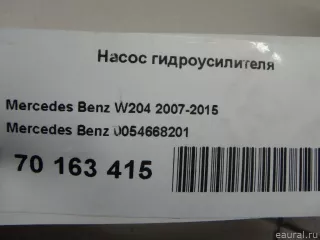 Насос гидроусилителя
Mercedes Benz W204 2007-2015
Mercedes Benz 0054668201
70 163 415
eaural.ru